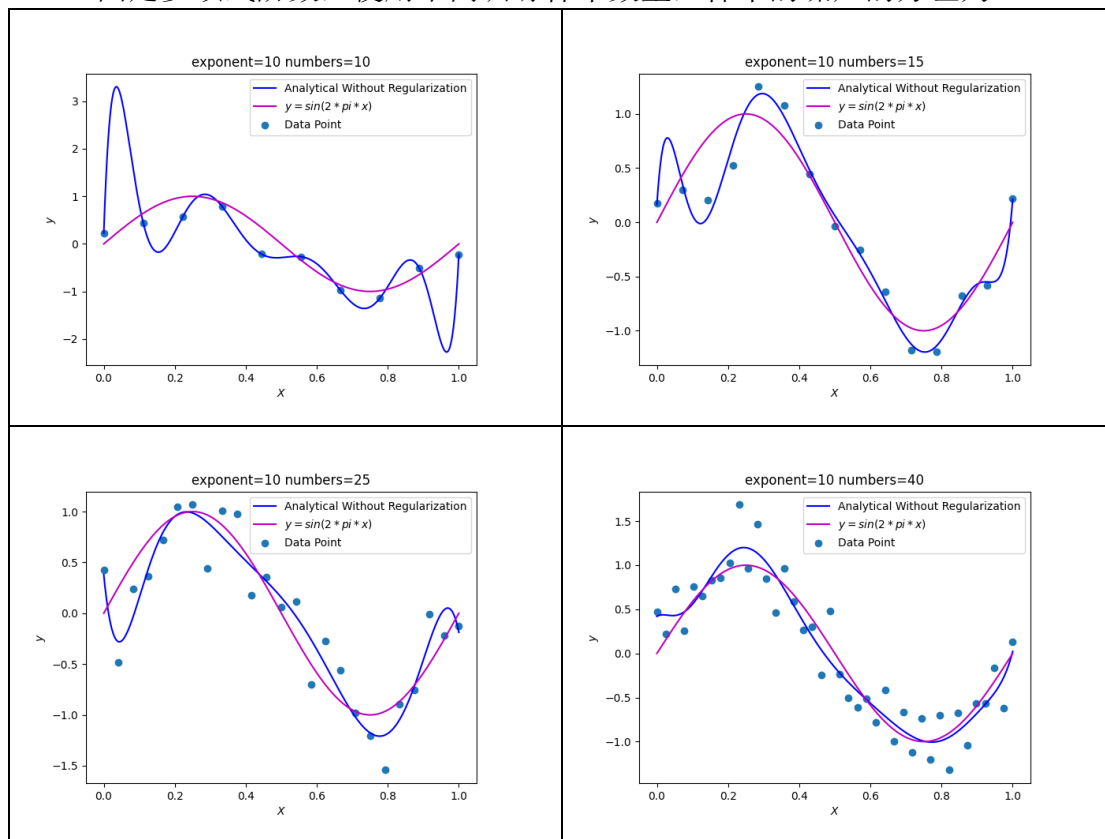 exponent=10 numbers=10
Analytical Without Regularization
y = sin(2 * pi * x)
Data Point
3
2
1
0
−1
−2
y
0.0 0.2 0.4 0.6 0.8 1.0
X
exponent=10 numbers=15
Analytical Without Regularization
y = sin(2 * pi * x)
Data Point
1.0
0.5
0.0
−0.5
−1.0
y
0.0 0.2 0.4 0.6 0.8 1.0
X
exponent=10 numbers=25
Analytical Without Regularization
y = sin(2 * pi * x)
Data Point
1.0
0.5
0.0
−0.5
−1.0
−1.5
y
0.0 0.2 0.4 0.6 0.8 1.0
X
exponent=10 numbers=40
Analytical Without Regularization
y = sin(2 * pi * x)
Data Point
1.5
1.0
0.5
0.0
−0.5
−1.0
y
0.0 0.2 0.4 0.6 0.8 1.0
X